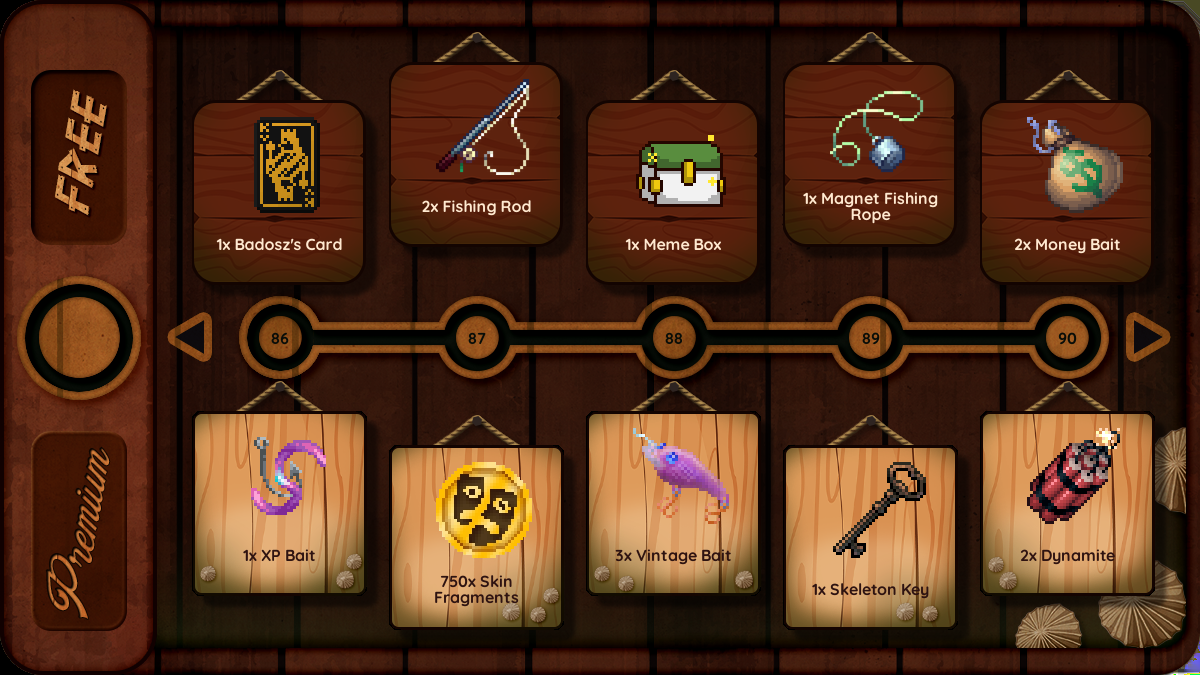 FREE
1x Badosz's Card
2x Fishing Rod
1x Meme Box
1x Magnet Fishing
Rope
2x Money Bait
86
87
88
89
90
Premium
1x XP Bait
750x Skin
Fragments
3x Vintage Bait
1x Skeleton Key
2x Dynamite